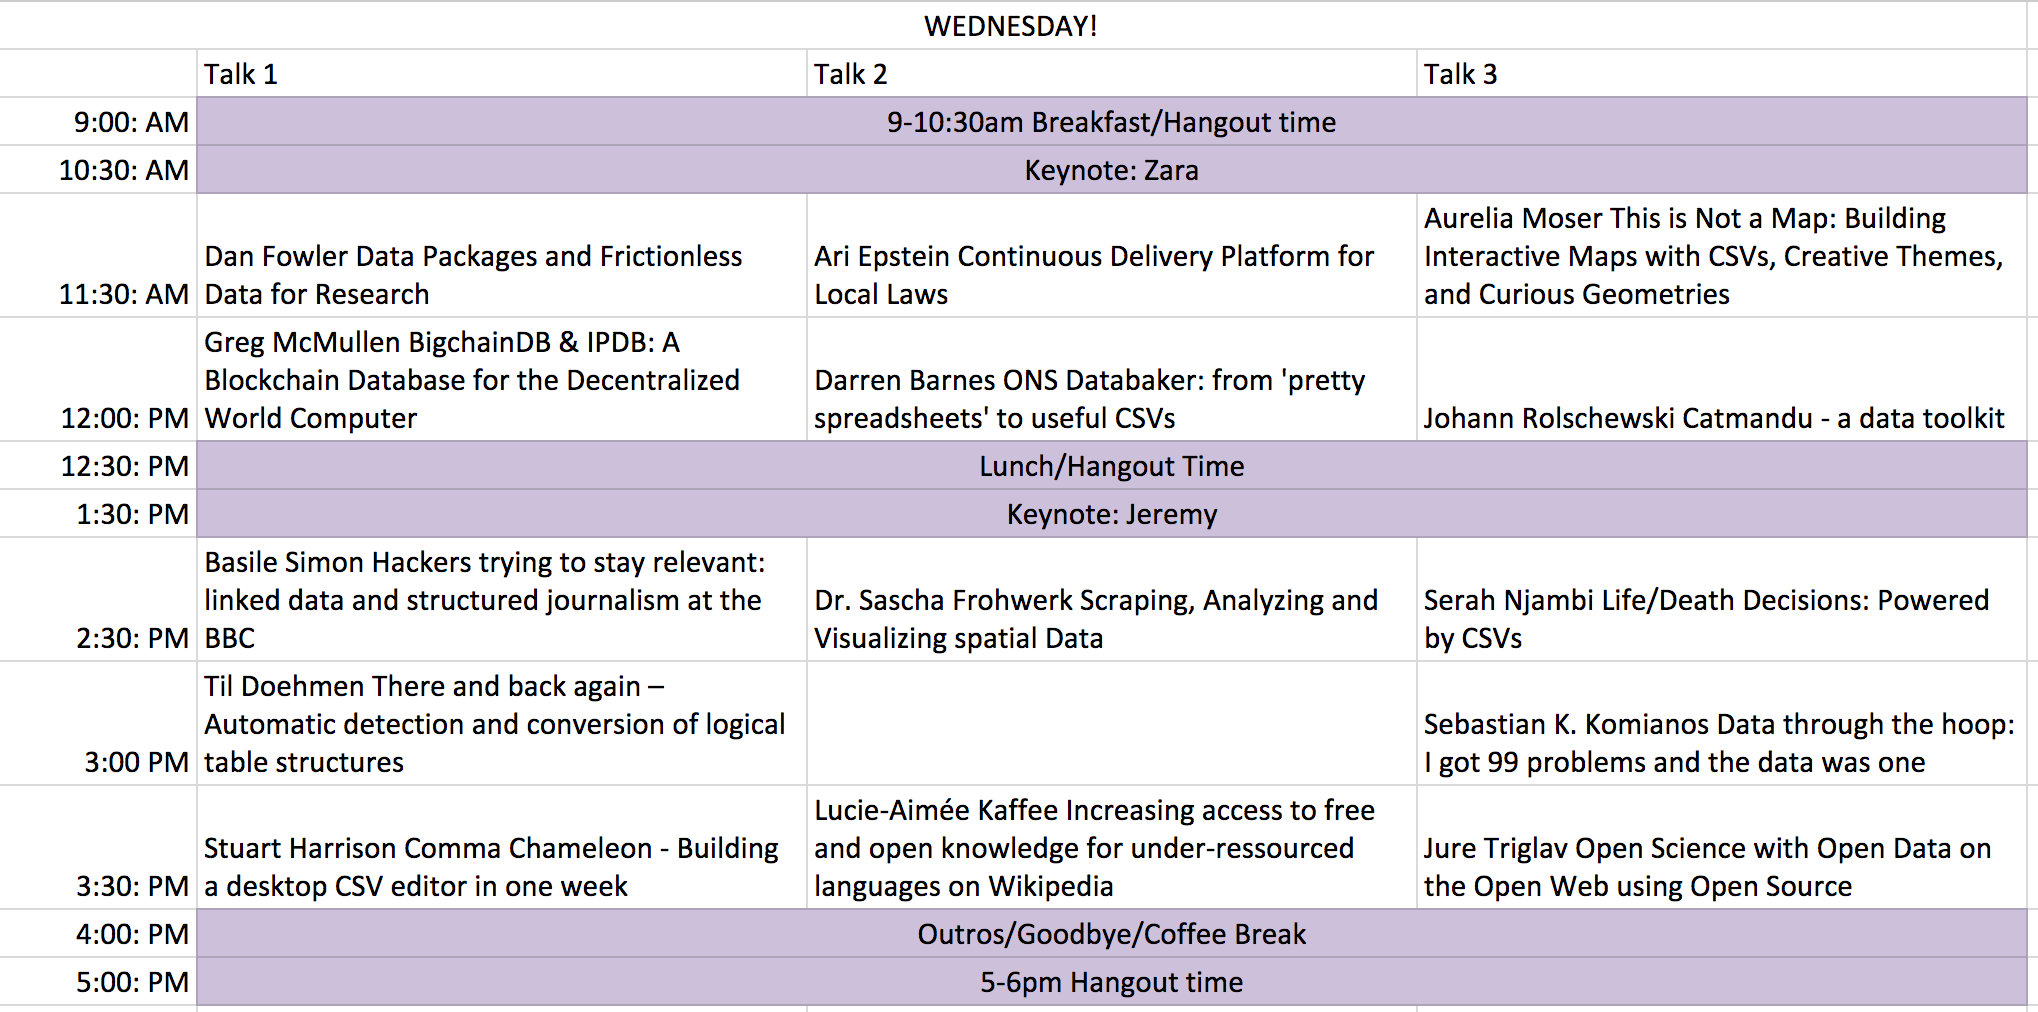 WEDNESDAY!
Talk 1
Talk 2
Talk 3
9:00: AM
9-10:30am Breakfast/Hangout time
10:30: AM
Keynote: Zara
11:30: AM
Dan Fowler Data Packages and Frictionless
Data for Research
Ari Epstein Continuous Delivery Platform for
Local Laws
Aurelia Moser This is Not a Map: Building
Interactive Maps with CSVs, Creative Themes,
and Curious Geometries
12:00: PM
Greg McMullen BigchainDB & IPDB: A
Blockchain Database for the Decentralized
World Computer
Darren Barnes ONS Databaker: from 'pretty
spreadsheets' to useful CSVs
Johann Rolschewski Catmandu - a data toolkit
12:30: PM
Lunch/Hangout Time
1:30: PM
Keynote: Jeremy
2:30: PM
Basile Simon Hackers trying to stay relevant:
linked data and structured journalism at the
BBC
Dr. Sascha Frohwerk Scraping, Analyzing and
Visualizing spatial Data
Serah Njambi Life/Death Decisions: Powered
by CSVs
3:00 PM
Til Doehmen There and back again –
Automatic detection and conversion of logical
table structures
Sebastian K. Komianos Data through the hoop:
I got 99 problems and the data was one
3:30: PM
Stuart Harrison Comma Chameleon - Building
a desktop CSV editor in one week
Lucie-Aimée Kaffee Increasing access to free
and open knowledge for under-ressourced
languages on Wikipedia
Jure Triglav Open Science with Open Data on
the Open Web using Open Source
4:00: PM
Outros/Goodbye/Coffee Break
5:00: PM
5-6pm Hangout time